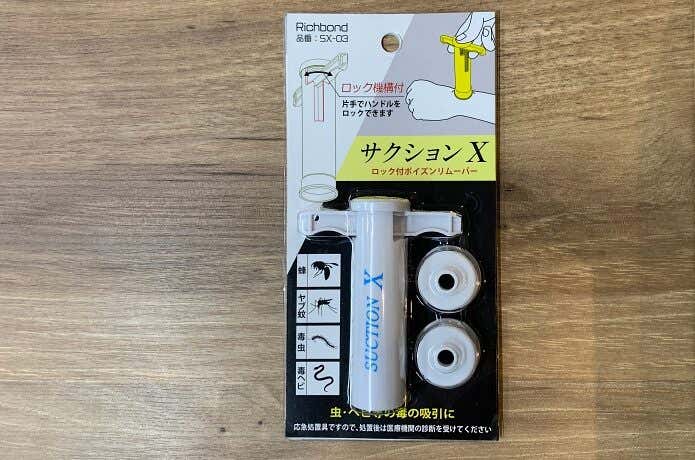 Richbond
品番：SX-03
ロック機構付
片手でハンドルを
ロックできます
サクション X
ロック付ポイズンリムーバー
SUCTION X
蜂
ヤブ蚊
毒虫
毒ヘビ
虫・ヘビ等の毒の吸引に
応急処置具ですので、処置後は医療機関の診断を受けてください